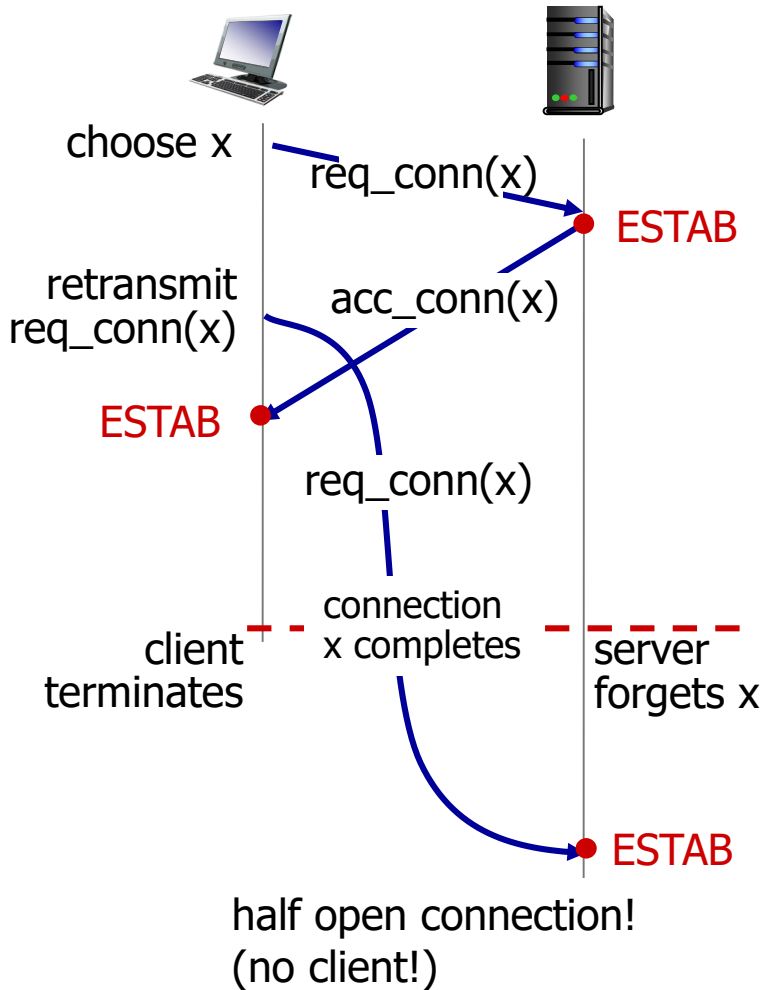 choose x
req_conn(x)
ESTAB
retransmit
req_conn(x)
acc_conn(x)
ESTAB
req_conn(x)
connection
x completes
client
terminates
server
forgets x
ESTAB
half open connection!
(no client!)